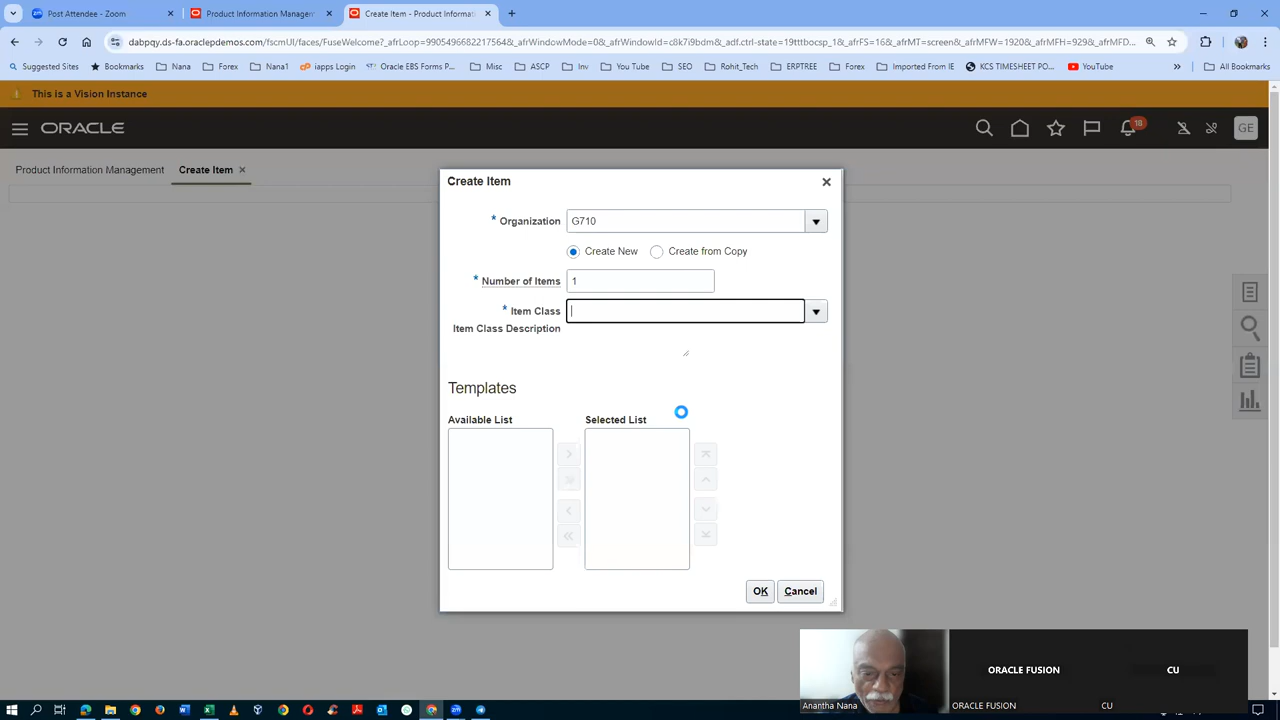 Post Attendee - Zoom
Product Information Managem
Create Item - Product Informat
dabpqy.ds-fa.oraclepdemos.com/fscmUI/faces/FuseWelcome?_afrLoop=9905496682217564&_afrWindowMode=0&_afrWindowId=c8k7i9bdm&_adf.ctrl-state=19tttbocsp_1&_afrFS=16&_afrMT=screen&_afrMFW=1920&_afrMFH=929&_afrMFD...
Suggested Sites
Bookmarks
Nana
Forex
Nana1
iapps Login
Oracle EBS Forms P...
Misc
ASCP
Inv
You Tube
SEO
Rohit_Tech
ERPTREE
Forex
Imported From IE
KCS TIMESHEET PO...
YouTube
All Bookmarks
This is a Vision Instance
ORACLE
18
GE
Product Information Management
Create Item
Create Item
* Organization G710
Create New Create from Copy
* Number of Items 1
* Item Class
Item Class Description
Templates
Available List Selected List
OK Cancel
ORACLE FUSION CU
Anantha Nana ORACLE FUSION CU